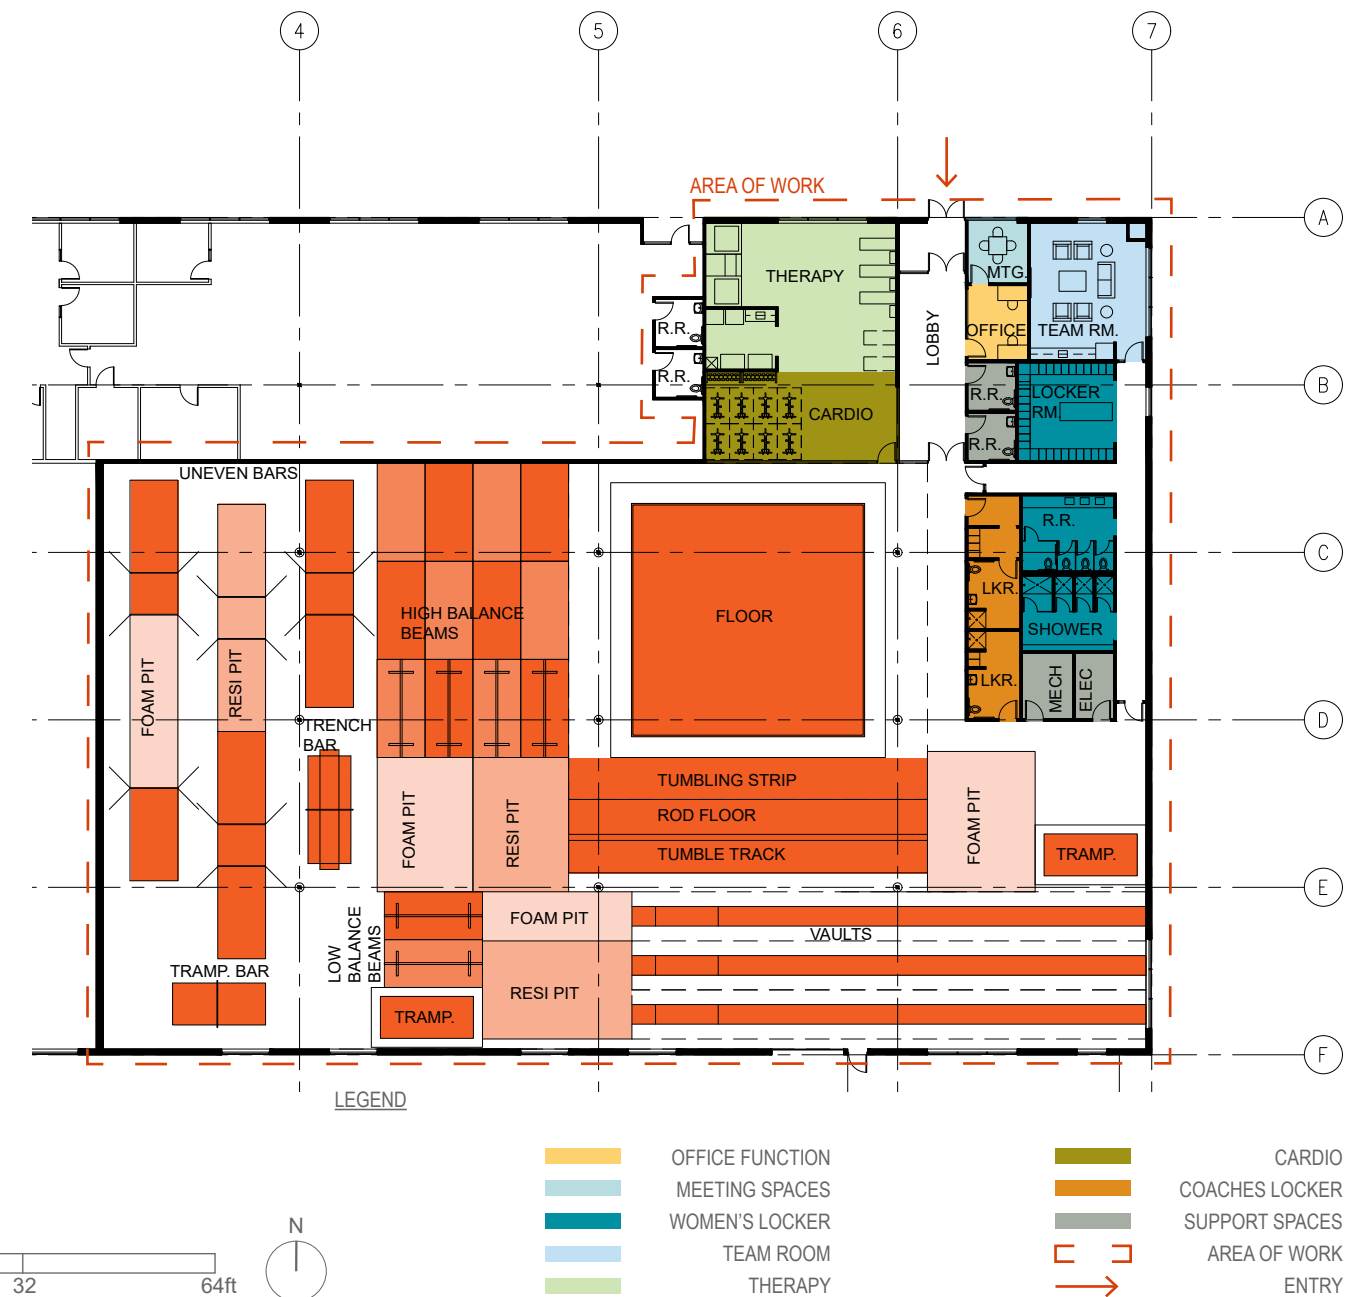 4
5
6
7
AREA OF WORK
A
THERAPY
MTG.
R.R.
LOBBY
OFFICE
TEAM RM.
R.R.
B
R.R.
LOCKER
RM.
CARDIO
R.R.
UNEVEN BARS
R.R.
C
HIGH BALANCE
BEAMS
FLOOR
LKR.
SHOWER
FOAM PIT
RESI PIT
LKR.
MECH
ELEC
D
TRENCH
BAR
TUMBLING STRIP
ROD FLOOR
TUMBLE TRACK
FOAM PIT
RESI PIT
FOAM PIT
TRAMP.
E
FOAM PIT
VAULTS
LOW
BALANCE
BEAMS
TRAMP. BAR
RESI PIT
TRAMP.
F
LEGEND
OFFICE FUNCTION
MEETING SPACES
WOMEN'S LOCKER
TEAM ROOM
THERAPY
CARDIO
COACHES LOCKER
SUPPORT SPACES
AREA OF WORK
ENTRY
N
32
64ft